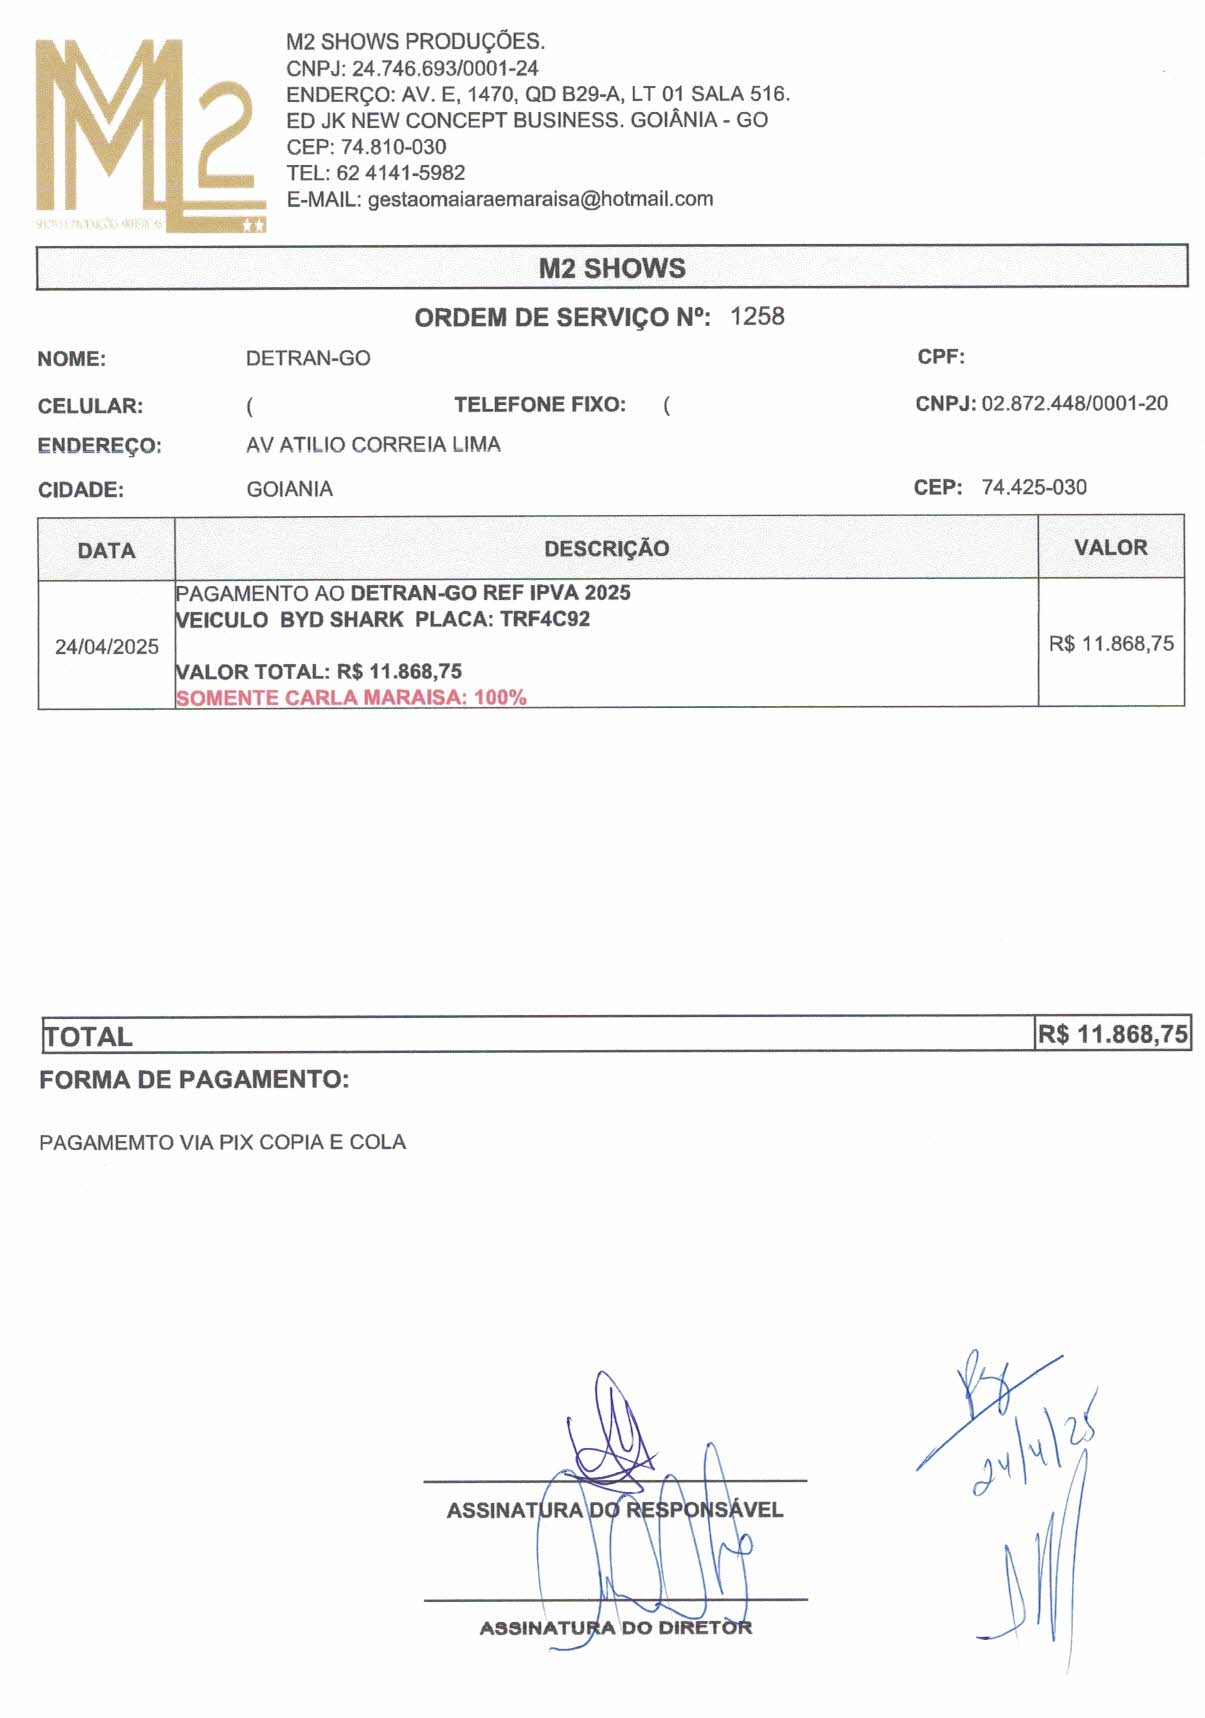 M2
SHOWS E PRODUÇÕES ARTÍSTICAS
M2 SHOWS PRODUÇÕES.
CNPJ: 24.746.693/0001-24
ENDERÇO: AV. E, 1470, QD B29-A, LT 01 SALA 516.
ED JK NEW CONCEPT BUSINESS. GOIÂNIA - GO
CEP: 74.810-030
TEL: 62 4141-5982
E-MAIL: gestaomaiaraemaraisa@hotmail.com
M2 SHOWS
ORDEM DE SERVIÇO Nº: 1258
NOME: DETRAN-GO CPF:
CELULAR: ( TELEFONE FIXO: ( CNPJ: 02.872.448/0001-20
ENDEREÇO: AV ATILIO CORREIA LIMA
CIDADE: GOIANIA CEP: 74.425-030
DATA DESCRIÇÃO VALOR
PAGAMENTO AO DETRAN-GO REF IPVA 2025
VEICULO BYD SHARK PLACA: TRF4C92
24/04/2025 R$ 11.868,75
VALOR TOTAL: R$ 11.868,75
SOMENTE CARLA MARAISA: 100%
TOTAL R$ 11.868,75
FORMA DE PAGAMENTO:
PAGAMEMTO VIA PIX COPIA E COLA
24/4/25
ASSINATURA DO RESPONSÁVEL
ASSINATURA DO DIRETOR